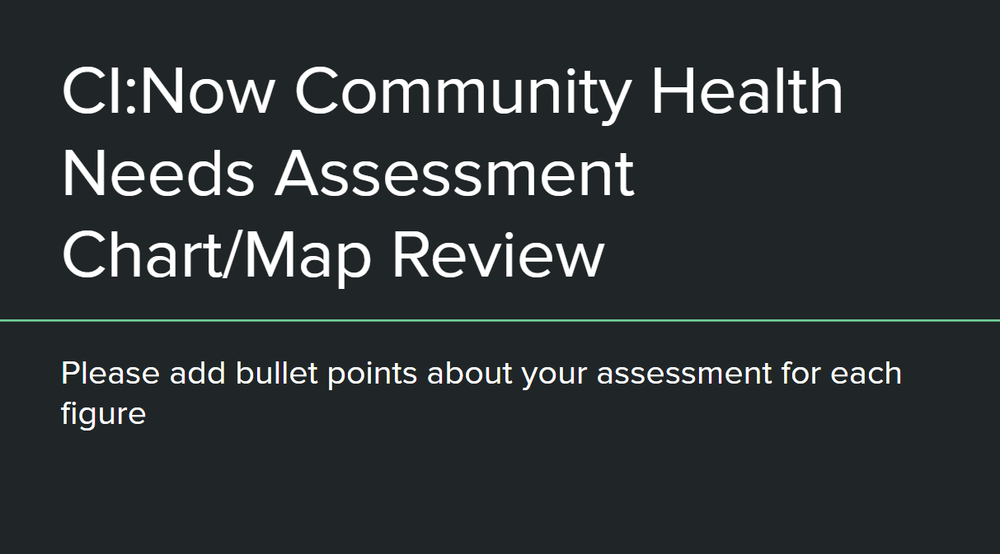 CI:Now Community Health
Needs Assessment
Chart/Map Review
Please add bullet points about your assessment for each
figure